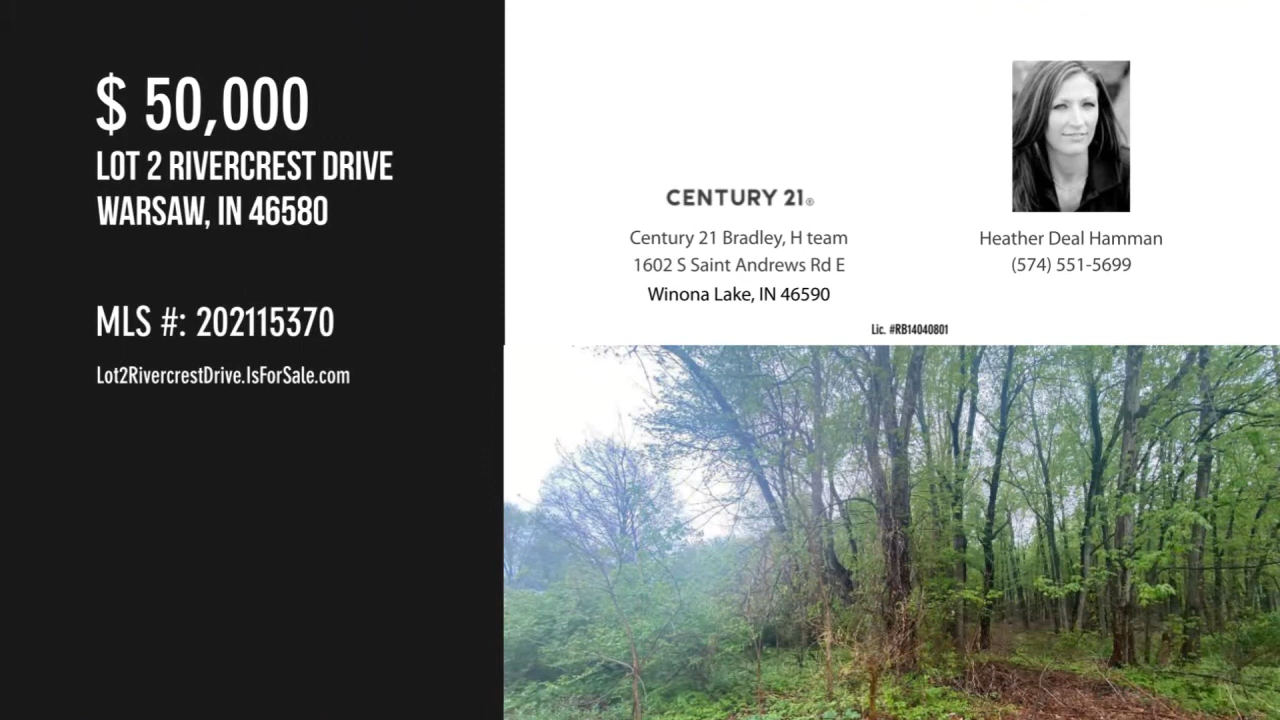 $ 50,000
LOT 2 RIVERCREST DRIVE
WARSAW, IN 46580
MLS #: 202115370
Lot2RivercrestDrive.IsForSale.com
CENTURY 21®
Century 21 Bradley, H team
1602 S Saint Andrews Rd E
Winona Lake, IN 46590
Heather Deal Hamman
(574) 551-5699
Lic. #RB14040801